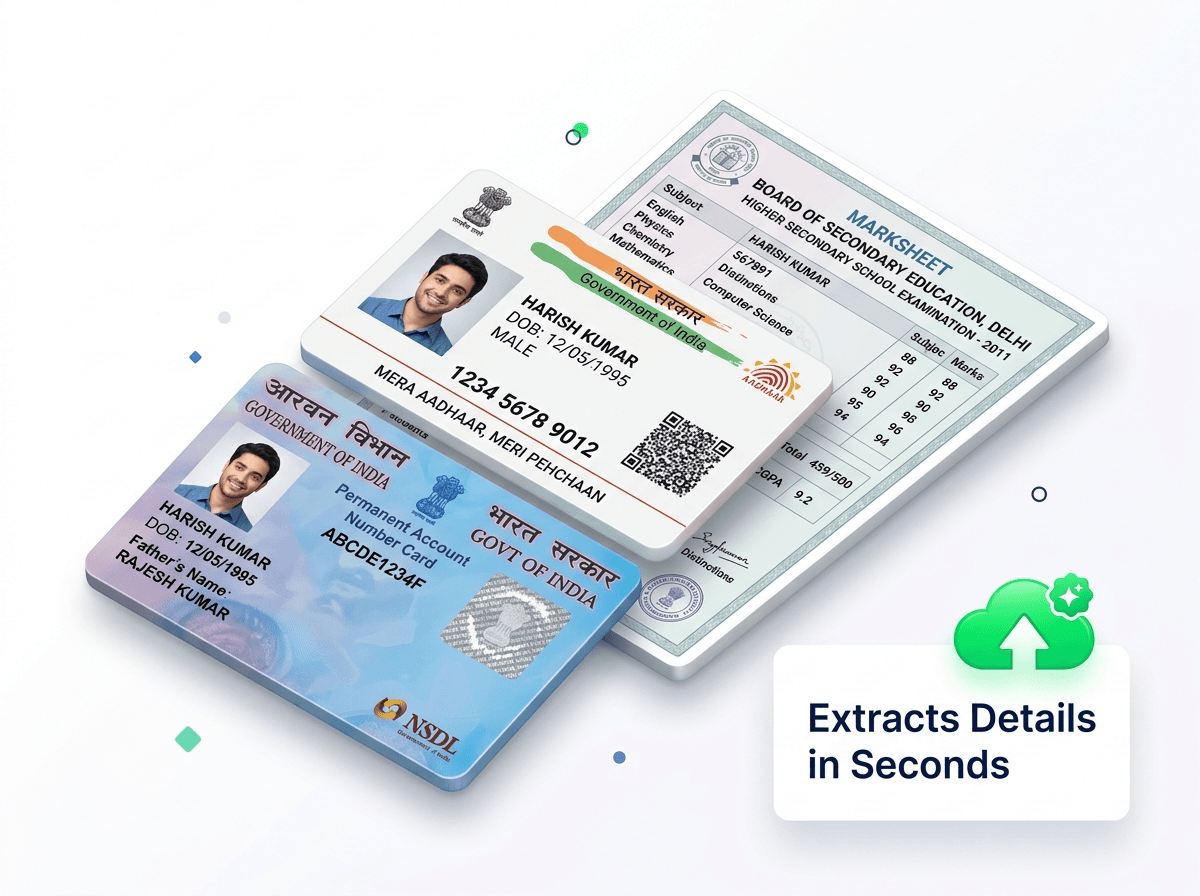 MARKSHEET
BOARD OF SECONDARY EDUCATION, DELHI
HIGHER SECONDARY SCHOOL EXAMINATION - 2011
Subject
HARISH KUMAR
Subjec Marks
English
567891
Physics
Distinctions
Chemistry
Computer Science
Mathematics
88 88
92 92
92 90
90 96
95 96
94 94
Total 459/500
CGPA 9.2
Distinctions
भारत सरकार
Government of India
HARISH KUMAR
DOB: 12/05/1995
MALE
AADHAAR
1234 5678 9012
MERA AADHAAR, MERI PEHCHAAN
आरवन विभान
GOVERNMENT OF INDIA
भारत सरकार
GOVT OF INDIA
Permanent Account
Number Card
ABCDE1234F
HARISH KUMAR
DOB: 12/05/1995
Father's Name:
RAJESH KUMAR
NSDL
Extracts Details
in Seconds